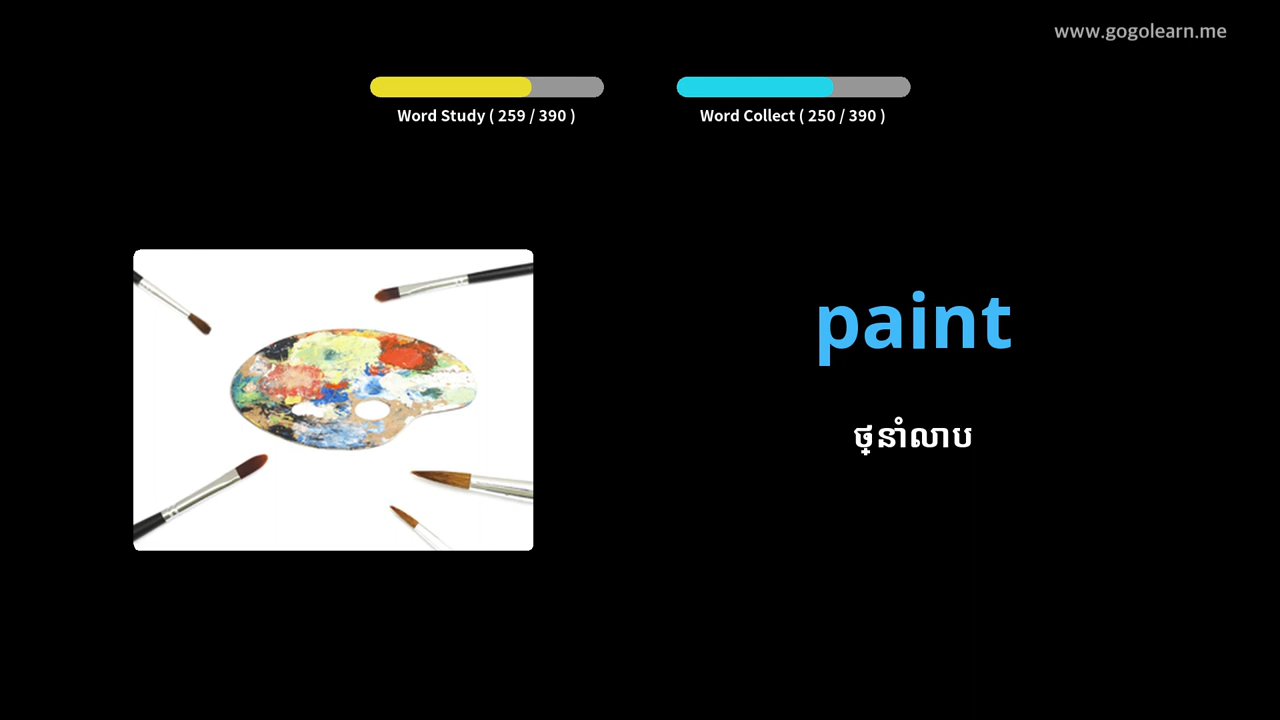 www.gogolearn.me
Word Study ( 259 / 390 )
Word Collect ( 250 / 390 )
paint
ថ្នាំលាប